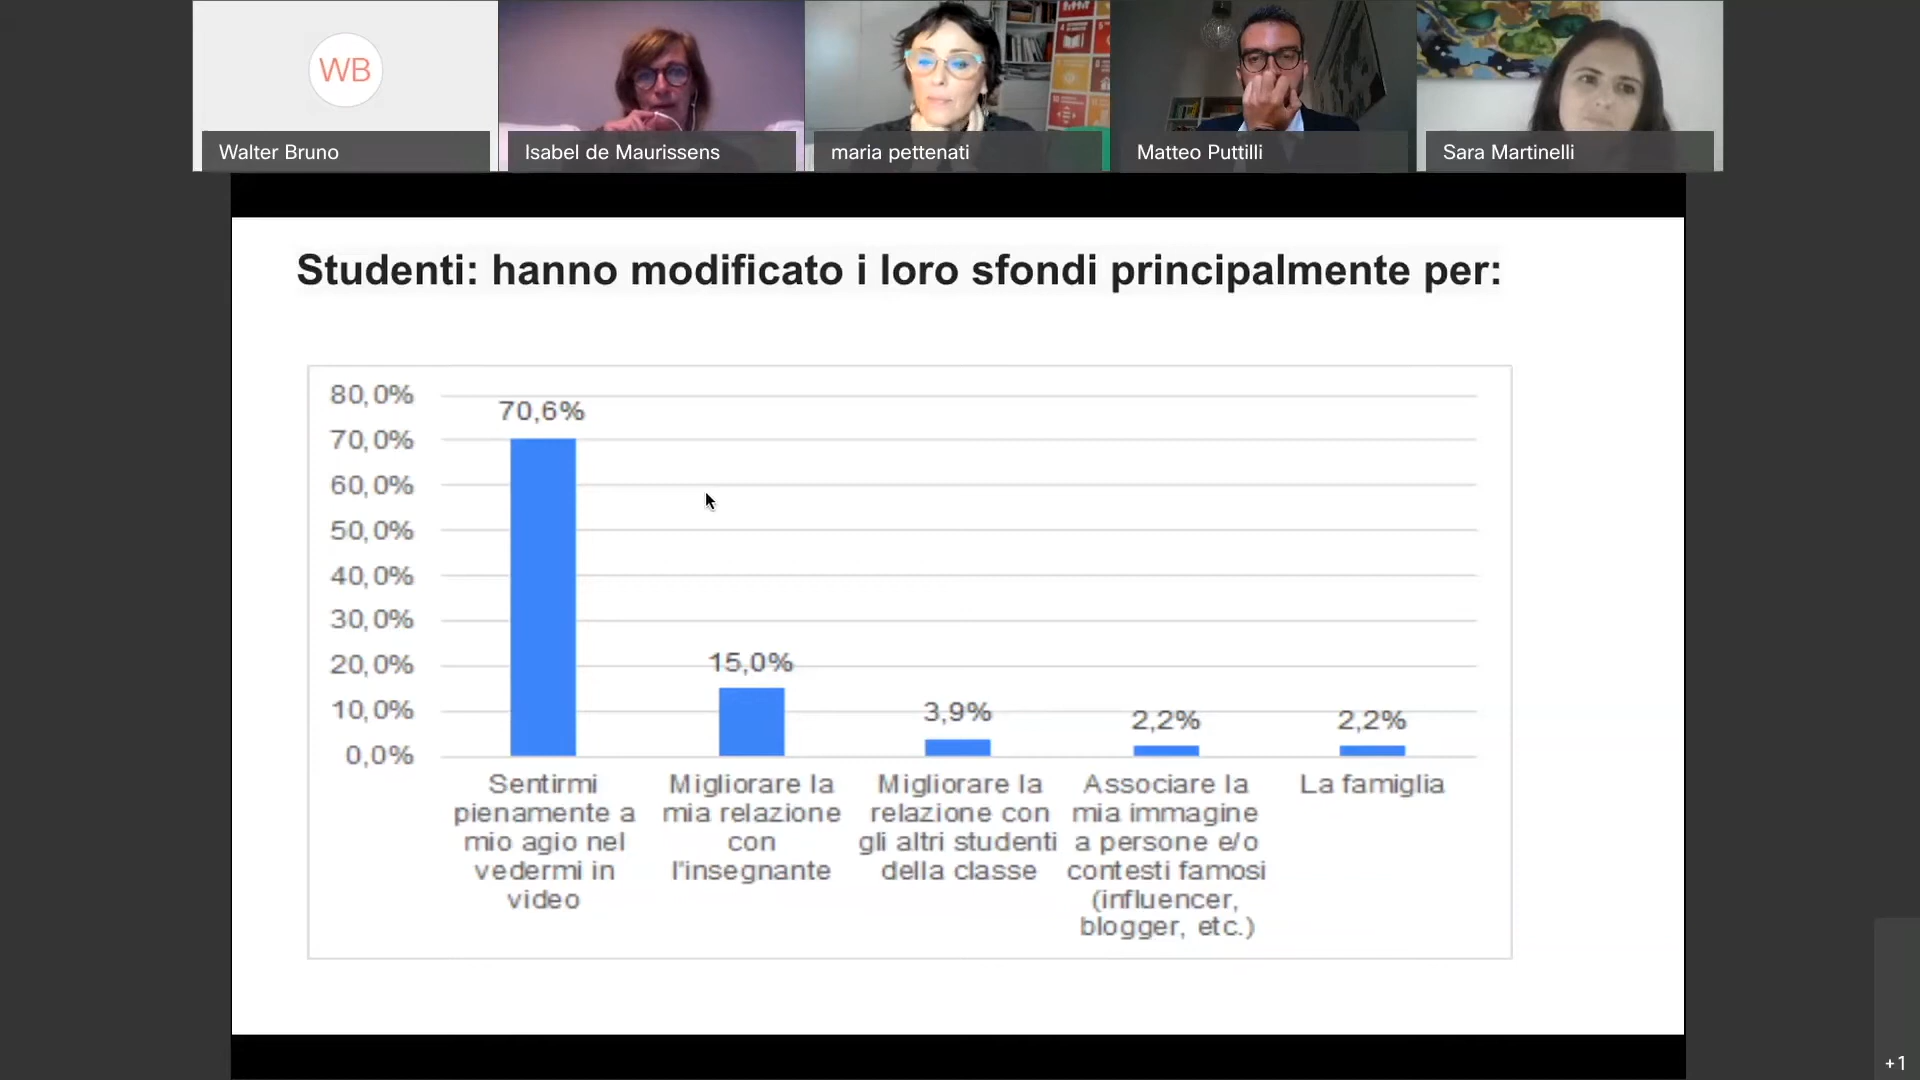 WB
Walter Bruno
Isabel de Maurissens
maria pettenati
Matteo Puttilli
Sara Martinelli
Studenti: hanno modificato i loro sfondi principalmente per:
80,0%
70,0%
60,0%
50,0%
40,0%
30,0%
20,0%
10,0%
0,0%
70,6%
15,0%
3,9%
2,2%
2,2%
Sentirmi
pienamente a
mio agio nel
vedermi in
video
Migliorare la
mia relazione
con
l'insegnante
Migliorare la
relazione con
gli altri studenti
della classe
Associare la
mia immagine
a persone e/o
contesti famosi
(influencer,
blogger, etc.)
La famiglia
+1